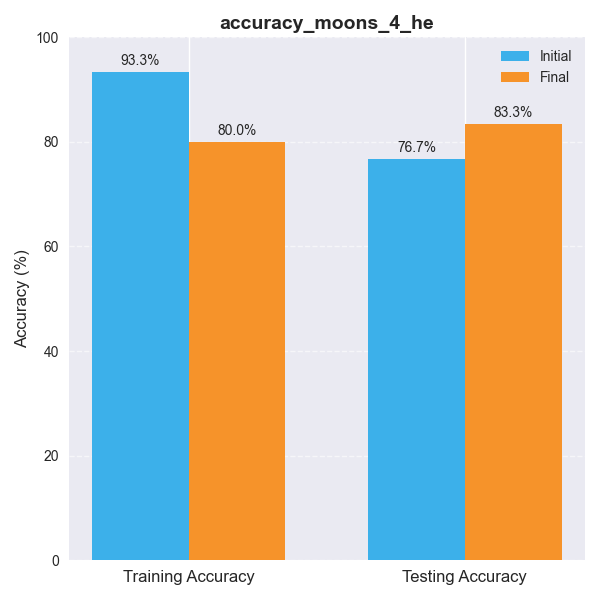 accuracy_moons_4_he
Initial
Final
93.3%
80.0%
76.7%
83.3%
Accuracy (%)
100
80
60
40
20
0
Training Accuracy
Testing Accuracy